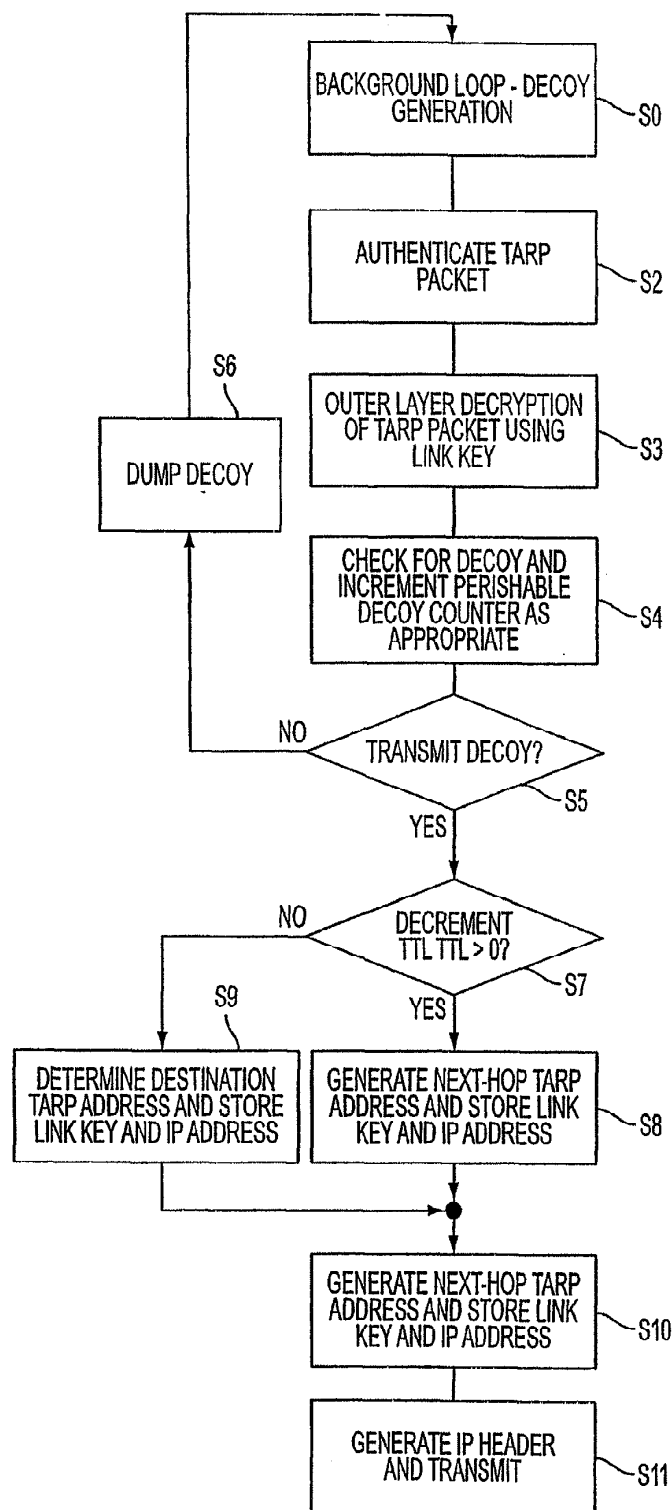 BACKGROUND LOOP - DECOY
GENERATION
S0
AUTHENTICATE TARP
PACKET
S2
S6
DUMP DECOY
OUTER LAYER DECRYPTION
OF TARP PACKET USING
LINK KEY
S3
CHECK FOR DECOY AND
INCREMENT PERISHABLE
DECOY COUNTER AS
APPROPRIATE
S4
NO
TRANSMIT DECOY?
S5
YES
NO
DECREMENT
TTL TTL > 0?
S7
YES
S9
DETERMINE DESTINATION
TARP ADDRESS AND STORE
LINK KEY AND IP ADDRESS
GENERATE NEXT-HOP TARP
ADDRESS AND STORE LINK
KEY AND IP ADDRESS
S8
GENERATE NEXT-HOP TARP
ADDRESS AND STORE LINK
KEY AND IP ADDRESS
S10
GENERATE IP HEADER
AND TRANSMIT
S11